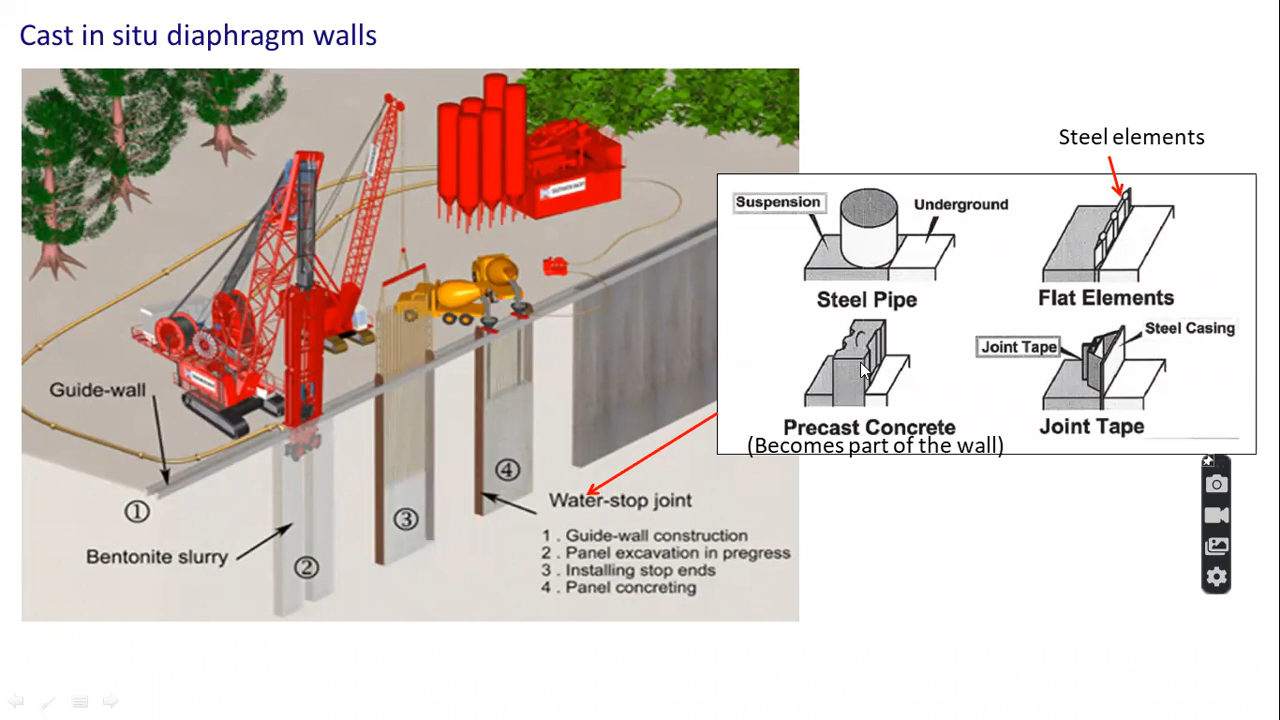 Cast in situ diaphragm walls
Steel elements
Suspension
Underground
Steel Pipe
Flat Elements
Joint Tape
Steel Casing
Precast Concrete
Joint Tape
(Becomes part of the wall)
Guide-wall
①
Bentonite slurry
②
③
④
Water-stop joint
1 . Guide-wall construction
2 . Panel excavation in pregress
3 . Installing stop ends
4 . Panel concreting